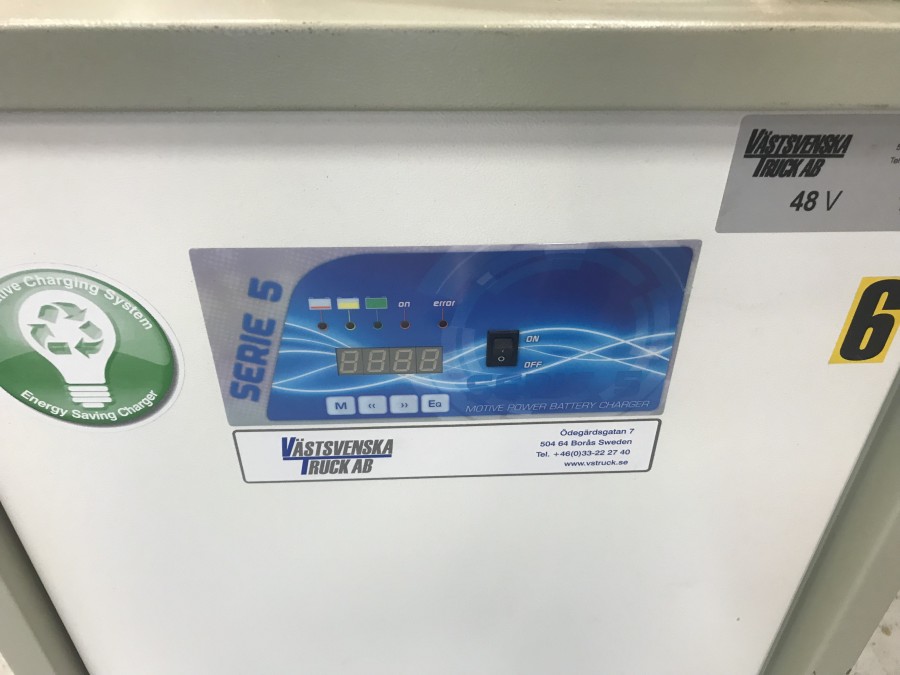 VÄSTSVENSKA
TRUCK AB
48 V
6
Charging System
Energy Saving Charger
SERIE 5
on
error
ON
O
OFF
8888
M
‹‹
››
EQ
MOTIVE POWER BATTERY CHARGER
VÄSTSVENSKA
TRUCK AB
Ödegärdsgatan 7
504 64 Borås Sweden
Tel. +46(0)33-22 27 40
www.vstruck.se